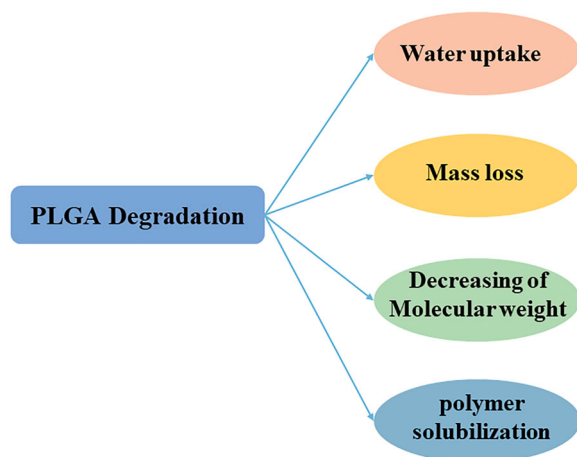 Water uptake
Mass loss
PLGA Degradation
Decreasing of
Molecular weight
polymer
solubilization